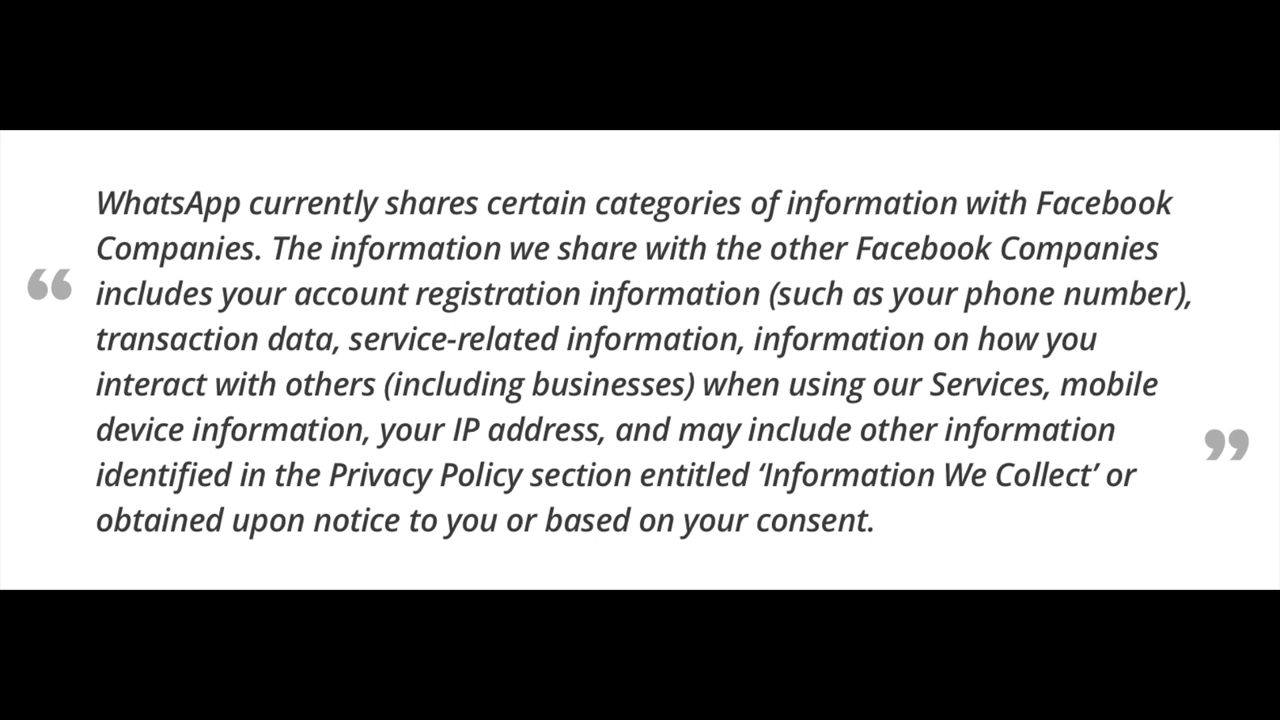 WhatsApp currently shares certain categories of information with Facebook
Companies. The information we share with the other Facebook Companies
“ includes your account registration information (such as your phone number),
transaction data, service-related information, information on how you
interact with others (including businesses) when using our Services, mobile
device information, your IP address, and may include other information ”
identified in the Privacy Policy section entitled ‘Information We Collect’ or
obtained upon notice to you or based on your consent.